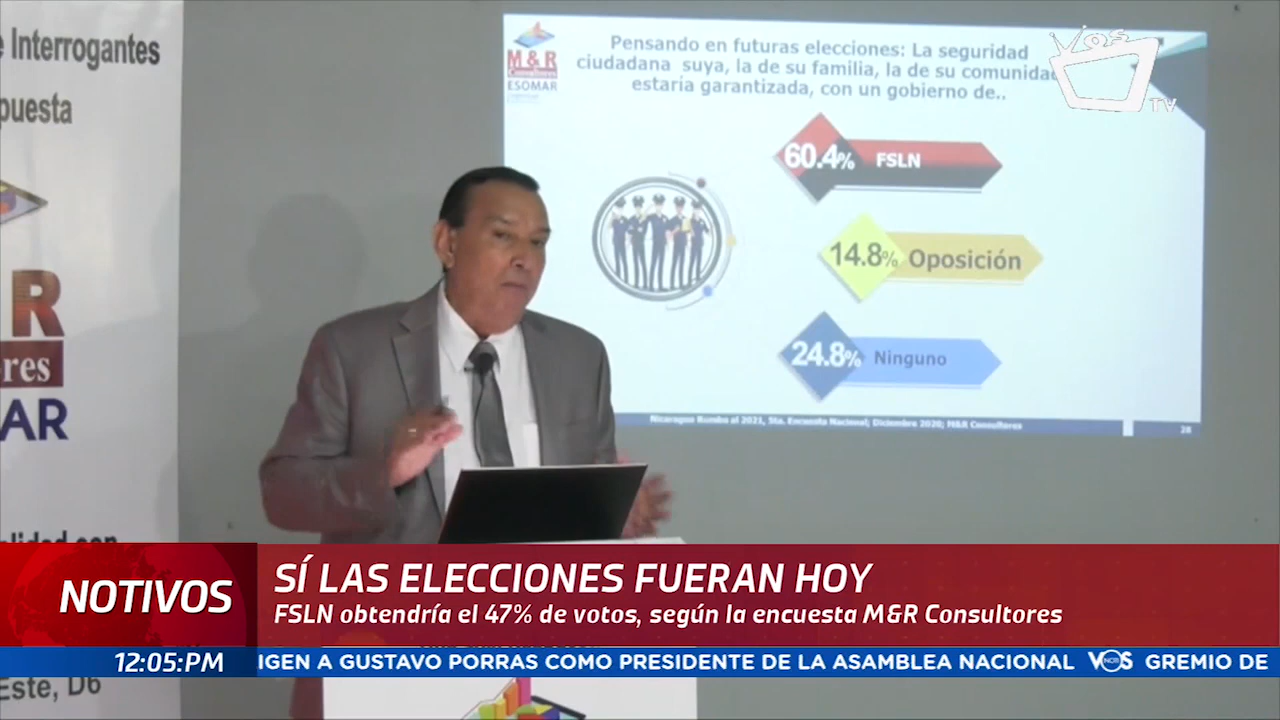 e Interrogantes
puesta
R
res
AR
Este, D6
M&R
Consultores
ESOMAR
Pensando en futuras elecciones: La seguridad
ciudadana suya, la de su familia, la de su comunidad
estaría garantizada, con un gobierno de..
VOS
TV
60.4% FSLN
14.8% Oposición
24.8% Ninguno
Nicaragua Rumbo al 2021, 5ta. Encuesta Nacional; Diciembre 2020; M&R Consultores
28
NOTIVOS
SÍ LAS ELECCIONES FUERAN HOY
FSLN obtendría el 47% de votos, según la encuesta M&R Consultores
12:05:PM
IGEN A GUSTAVO PORRAS COMO PRESIDENTE DE LA ASAMBLEA NACIONAL VOS GREMIO DE